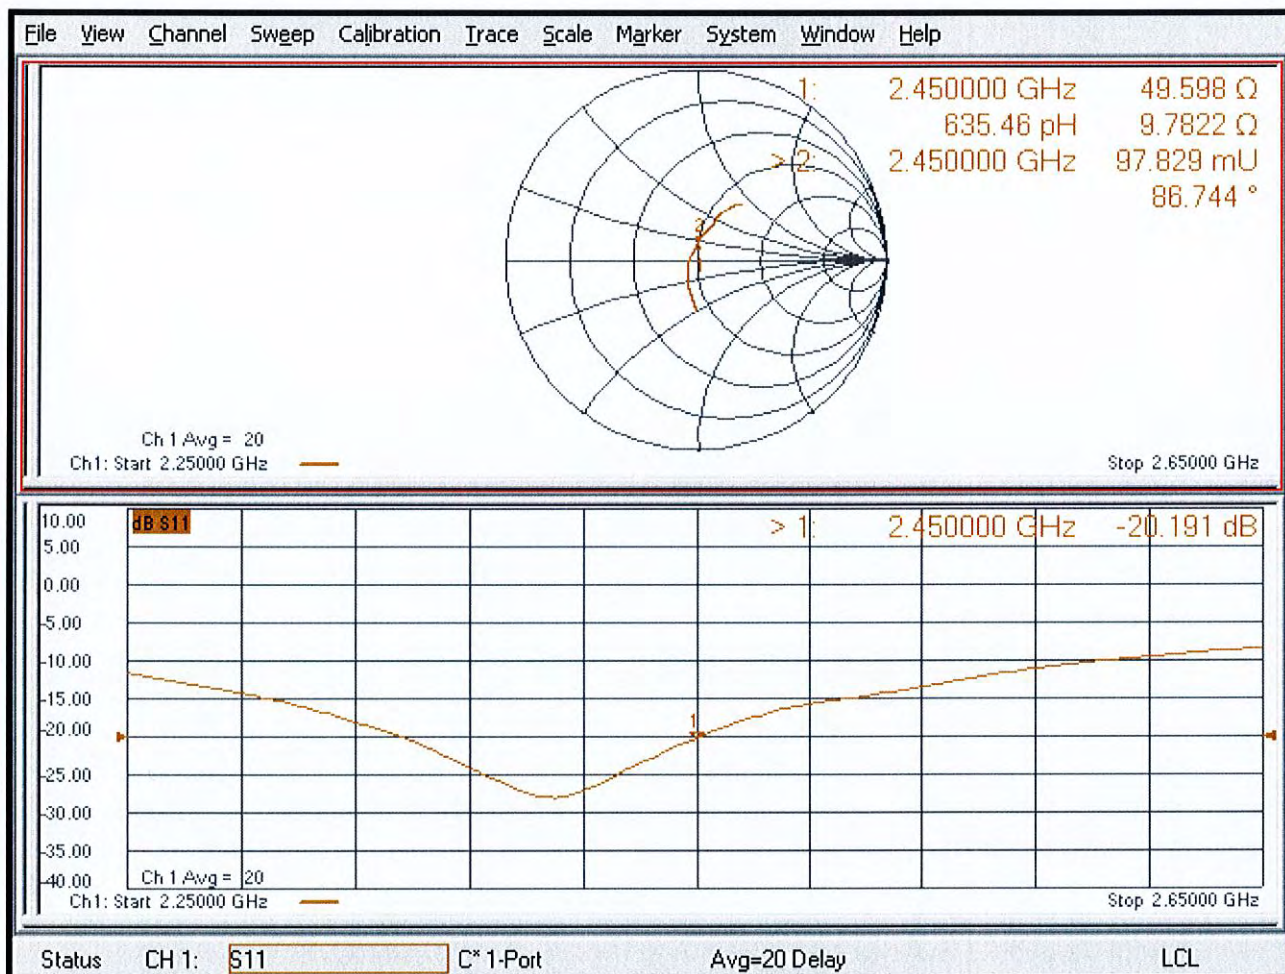 File View Channel Sweep Calibration Trace Scale Marker System Window Help
1: 2.450000 GHz 49.598 Ω
635.46 pH 9.7822 Ω
> 2: 2.450000 GHz 97.829 mU
86.744 °
2
1
Ch 1 Avg = 20
Ch1: Start 2.25000 GHz
Stop 2.65000 GHz
dB S11
> 1: 2.450000 GHz -20.191 dB
10.00
5.00
0.00
-5.00
-10.00
-15.00
-20.00
-25.00
-30.00
-35.00
-40.00
1
Ch 1 Avg = 20
Ch1: Start 2.25000 GHz
Stop 2.65000 GHz
Status CH 1: S11 C* 1-Port Avg=20 Delay LCL